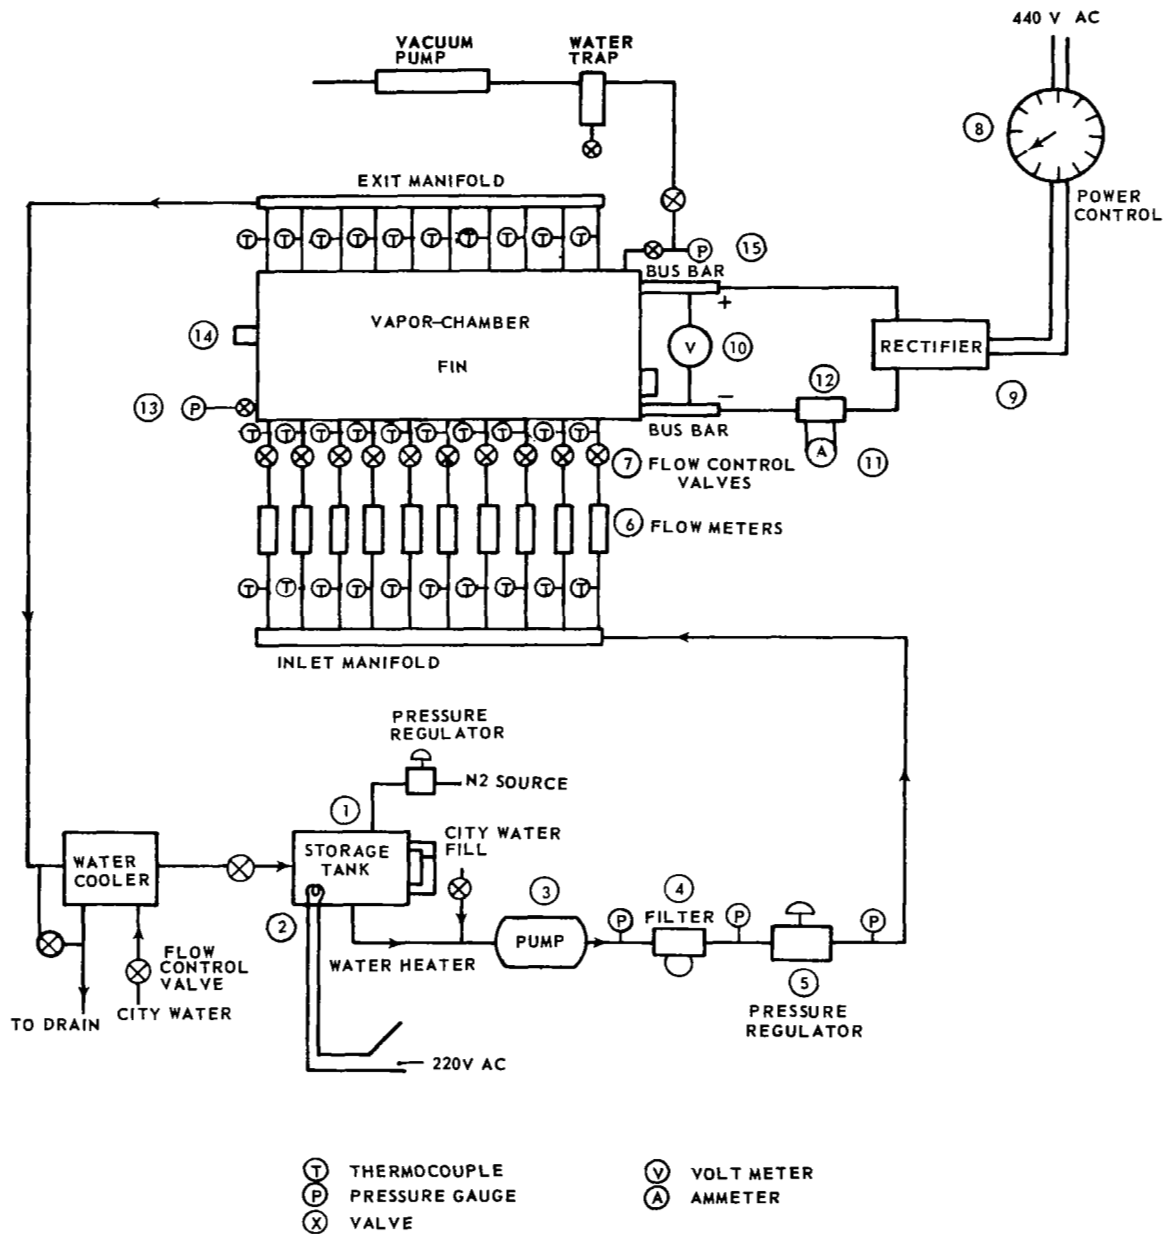 440 V AC
VACUUM
PUMP
WATER
TRAP
8
POWER
CONTROL
EXIT MANIFOLD
T T T T T T T T T T
P
15
BUS BAR
+
VAPOR-CHAMBER
FIN
14
V
10
RECTIFIER
12
9
13
P
−
BUS BAR
A
11
T T T T T T T T T T
7
FLOW CONTROL
VALVES
6
FLOW METERS
T T T T T T T T T T
INLET MANIFOLD
PRESSURE
REGULATOR
N2 SOURCE
1
CITY WATER
FILL
STORAGE
TANK
WATER
COOLER
2
3
4
P
FILTER
P
P
PUMP
WATER HEATER
5
PRESSURE
REGULATOR
FLOW
CONTROL
VALVE
TO DRAIN
CITY WATER
220V AC
T THERMOCOUPLE
P PRESSURE GAUGE
X VALVE
V VOLT METER
A AMMETER